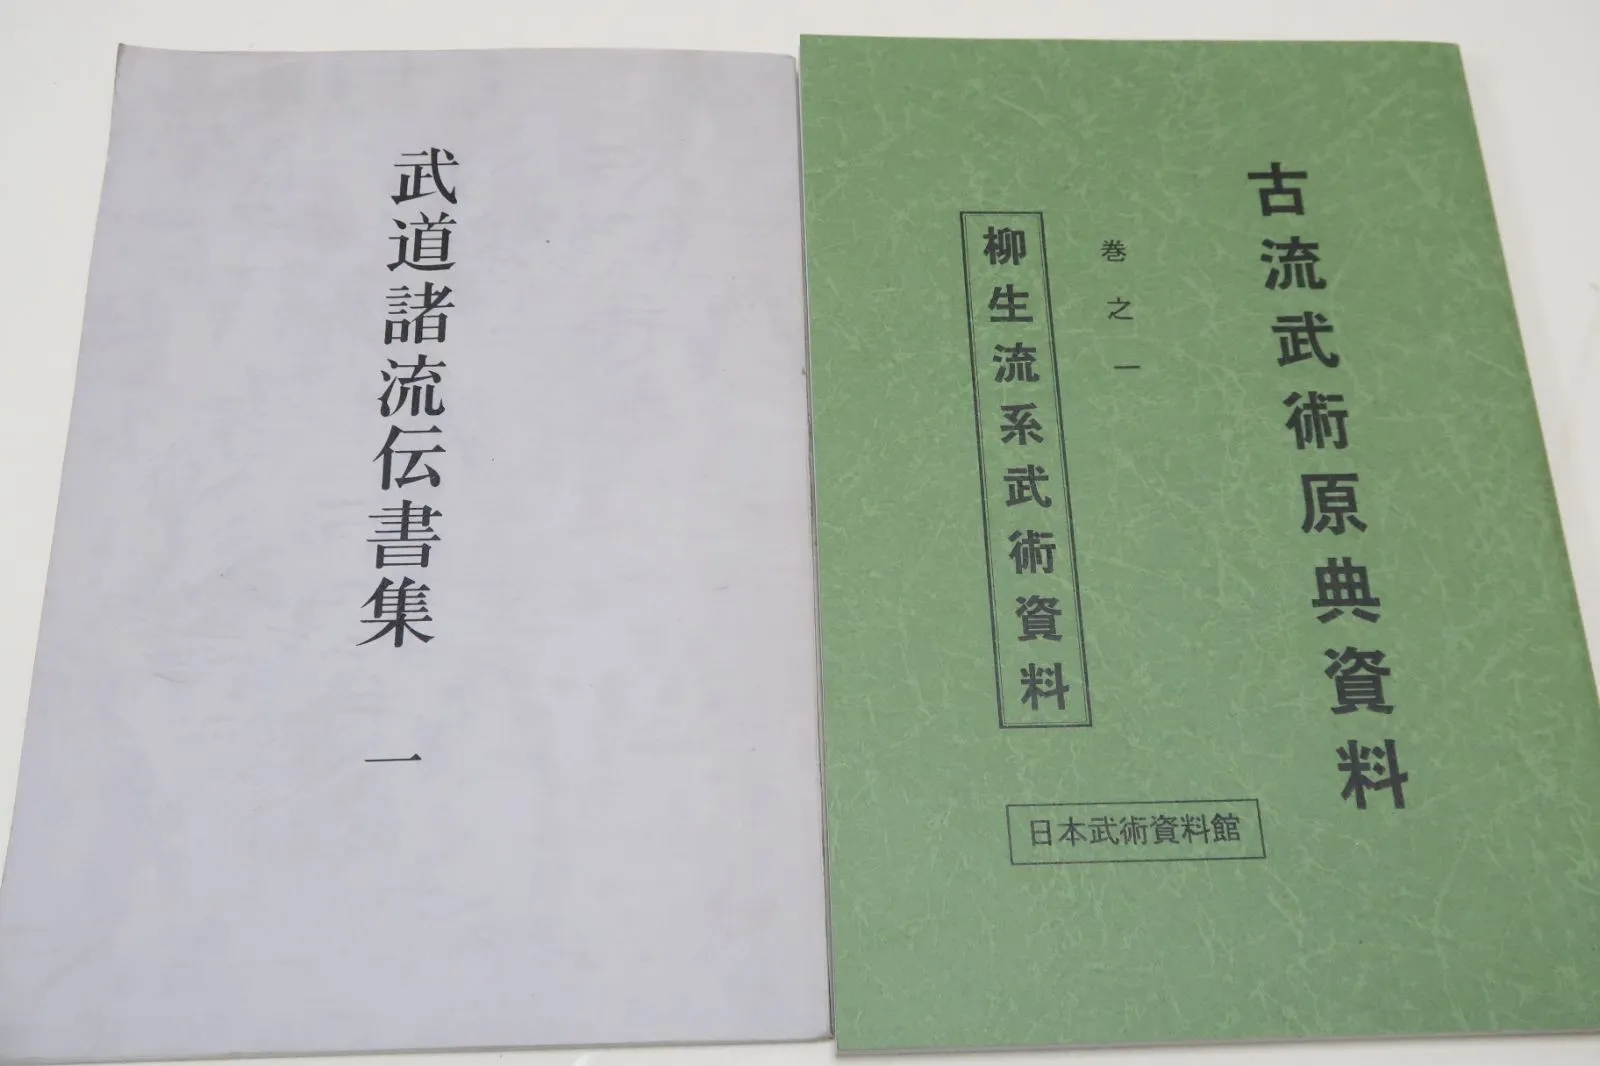 武道諸流伝書集 一
古流武術原典資料
巻之一
柳生流系武術資料
日本武術資料館